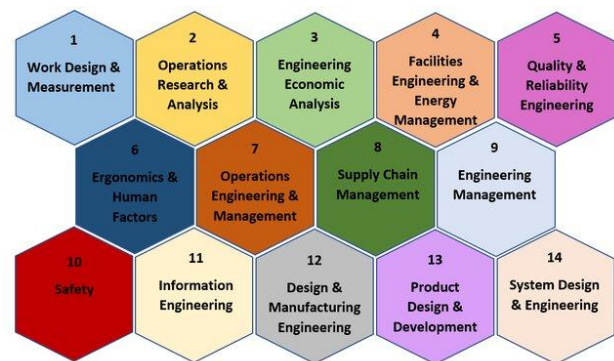 1
Work Design &
Measurement
2
Operations
Research &
Analysis
3
Engineering
Economic
Analysis
4
Facilities
Engineering &
Energy
Management
5
Quality &
Reliability
Engineering
6
Ergonomics &
Human
Factors
7
Operations
Engineering &
Management
8
Supply Chain
Management
9
Engineering
Management
10
Safety
11
Information
Engineering
12
Design &
Manufacturing
Engineering
13
Product
Design &
Development
14
System Design
& Engineering